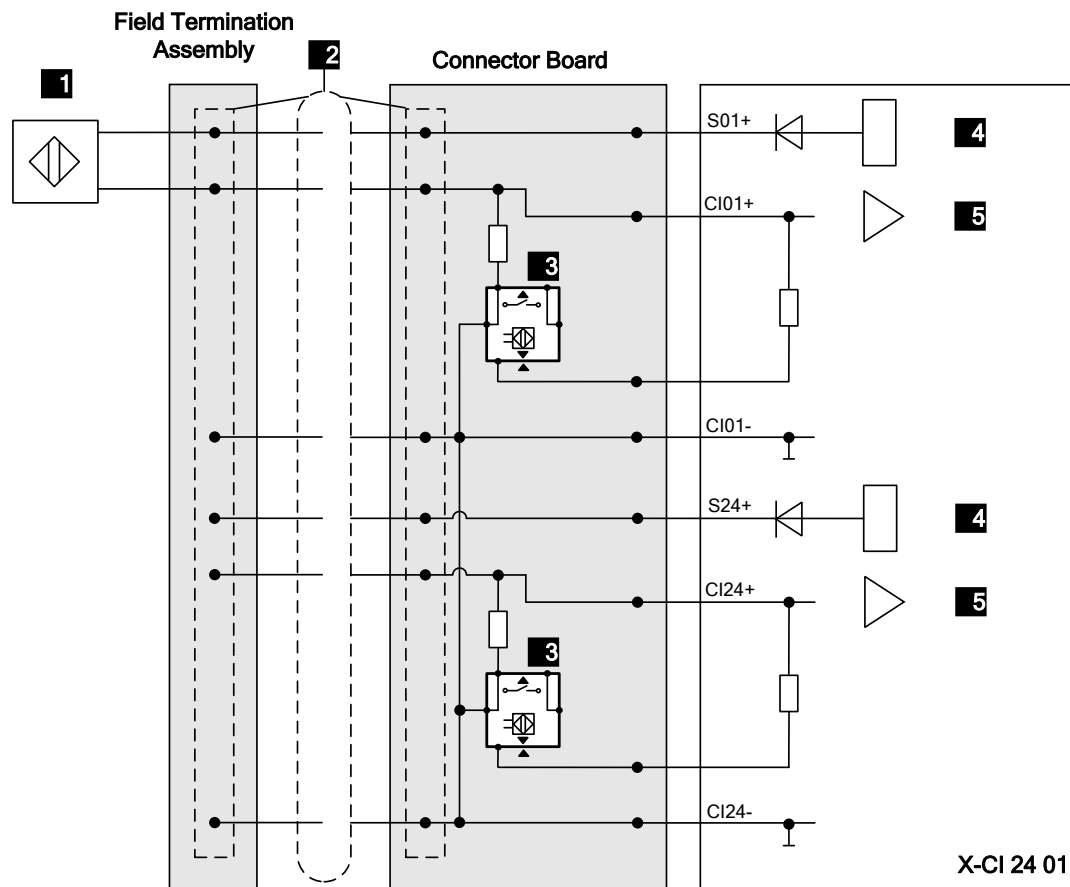 Field Termination
Assembly
Connector Board
1
2
S01+
4
CI01+
5
3
CI01-
S24+
4
CI24+
5
3
CI24-
X-CI 24 01